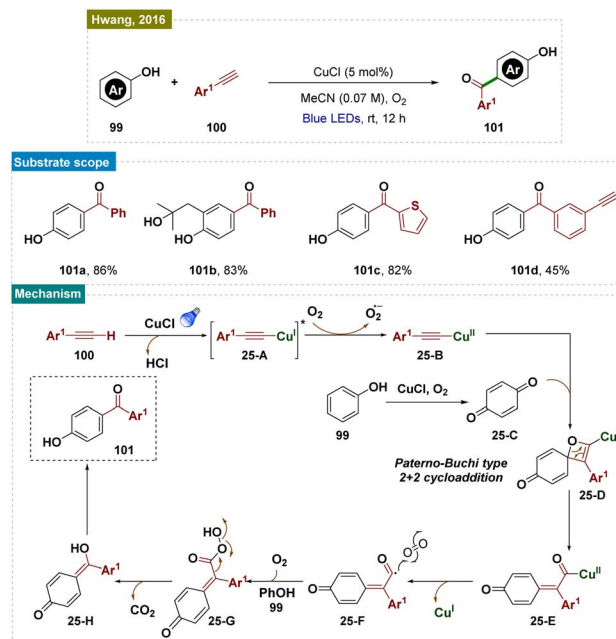 Hwang, 2016
Ar OH
99
+
Ar1
100
CuCl (5 mol%)
MeCN (0.07 M), O2
Blue LEDs, rt, 12 h
O Ar OH
Ar1
101
Substrate scope
O
Ph
HO
101a, 86%
O
HO Ph
HO
101b, 83%
O S
HO
101c, 82%
O
HO
101d, 45%
Mechanism
Ar1 H
100
CuCl
HCl
[Ar1 CuI]*
25-A
O2 O2•−
Ar1 CuII
25-B
O
Ar1
HO
101
OH
99
CuCl, O2
O
O
25-C
O Cu
O Ar1
25-D
Paterno-Buchi type
2+2 cycloaddition
O CuII
O Ar1
25-E
CuI
O O=O
O Ar1
25-F
O2
PhOH
99
HO
O O
Ar1
O
25-G
CO2
OH
Ar1
O
25-H